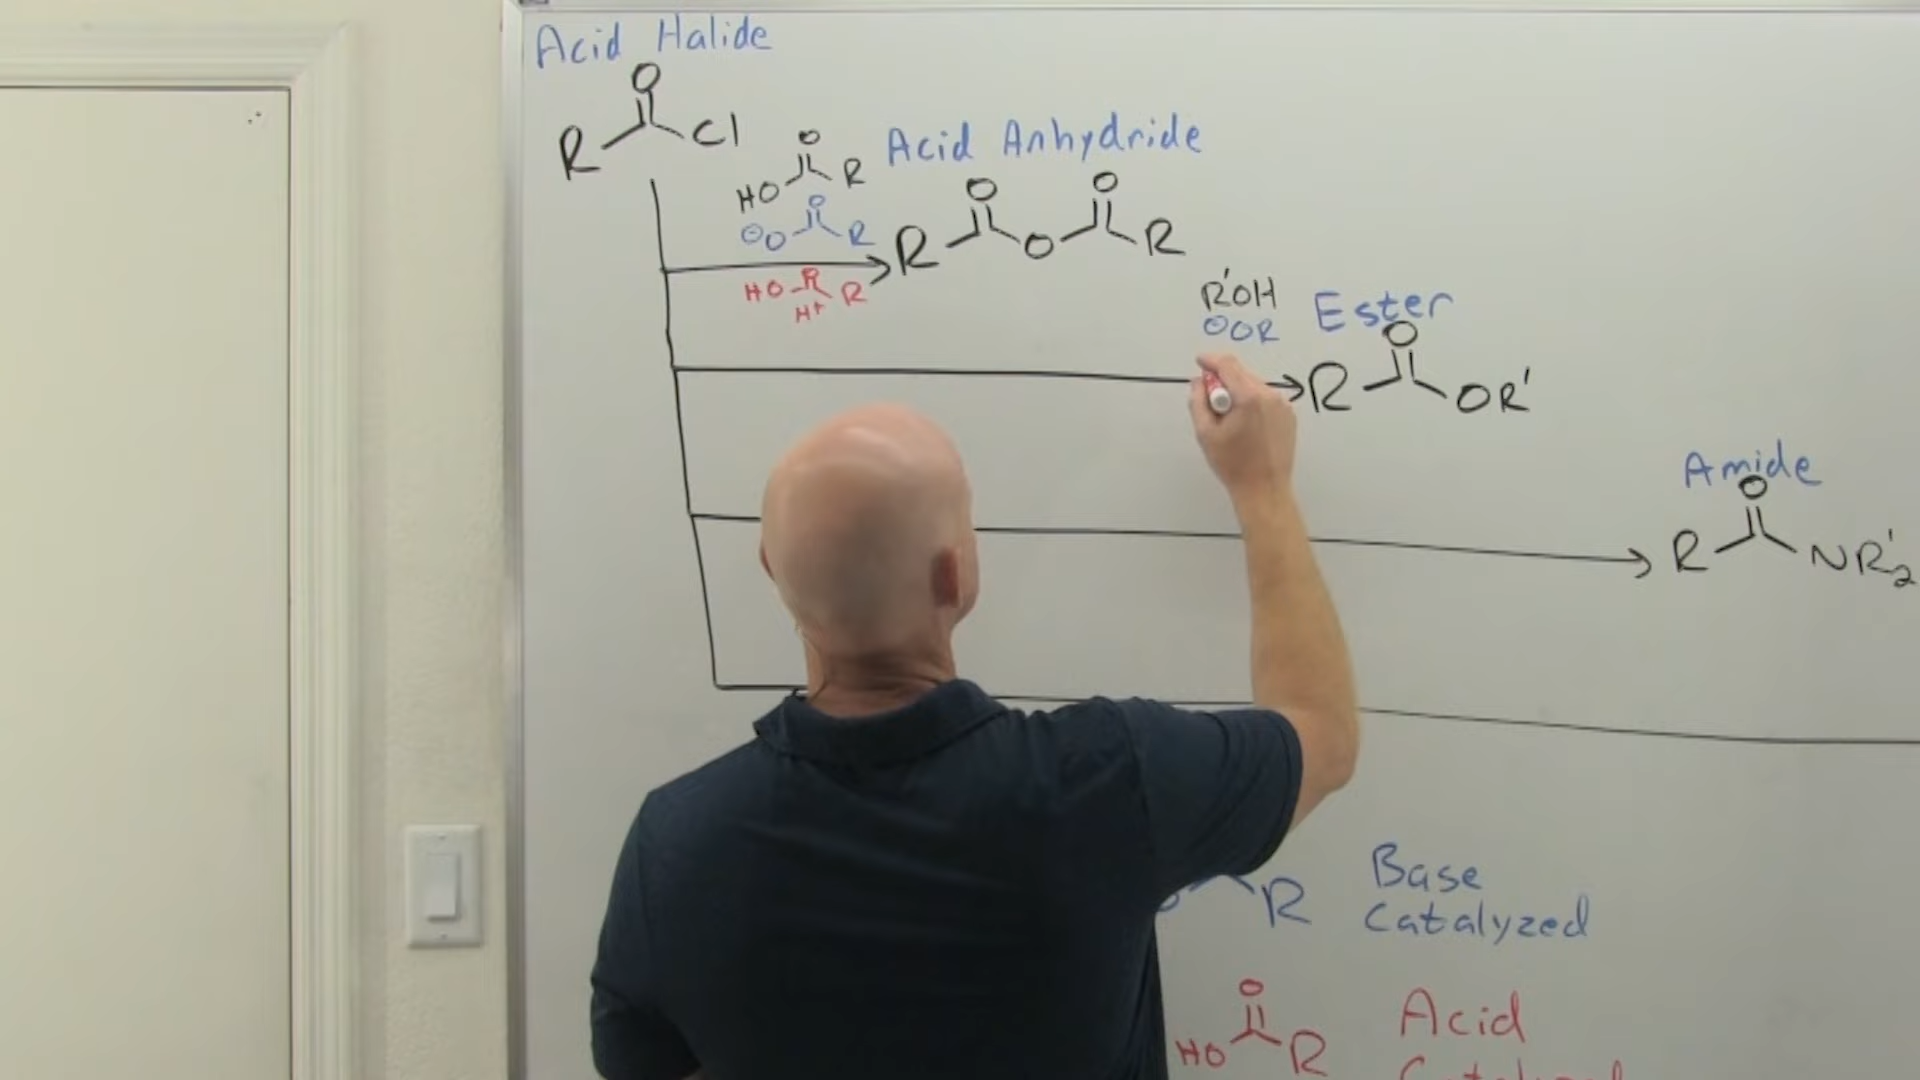 Acid Halide
O
R Cl
O
HO R
⊖O O R
HO R R
H+
Acid Anhydride
O O
R O R
R'OH
⊖OR
Ester
O
R OR'
Amide
O
R NR'2
R
Base
Catalyzed
O
HO R
Acid